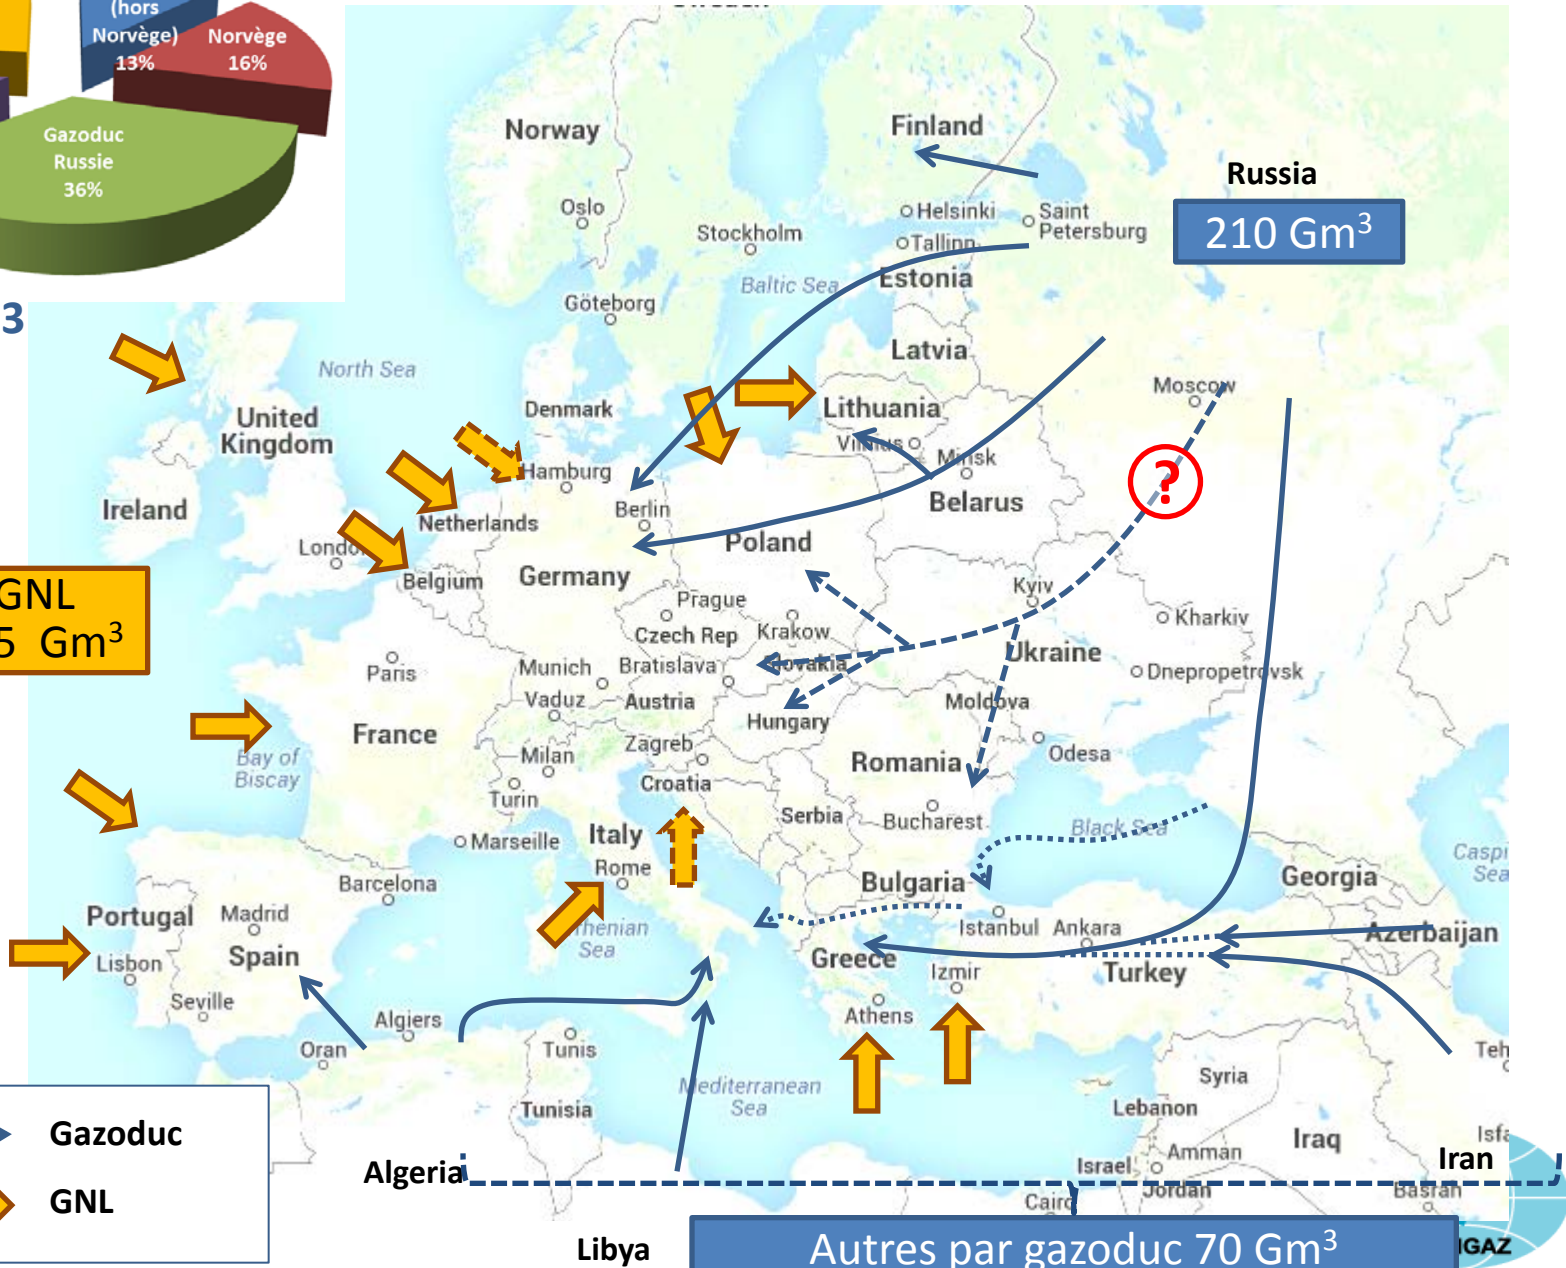 (hors
Norvège)
13%
Norvège
16%
Gazoduc
Russie
36%
3
Norway
Finland
Russia
210 Gm³
Oslo
Helsinki
Saint
Petersburg
Stockholm
Tallinn
Baltic Sea
Estonia
Göteborg
North Sea
Latvia
Moscow
Denmark
Lithuania
United
Kingdom
Vilnius
Minsk
Hamburg
?
Ireland
Netherlands
Berlin
Belarus
London
Poland
Belgium
Germany
GNL
5 Gm³
Prague
Kyiv
Kharkiv
Czech Rep
Krakow
Paris
Munich
Bratislava
Slovakia
Ukraine
Dnepropetrovsk
Vaduz
Austria
Moldova
France
Hungary
Zagreb
Milan
Odesa
Bay of
Biscay
Romania
Croatia
Turin
Serbia
Bucharest
Black Sea
Marseille
Italy
Rome
Barcelona
Bulgaria
Georgia
Portugal
Madrid
Istanbul
Ankara
Azerbaijan
Sea
Lisbon
Spain
Greece
Izmir
Turkey
Seville
Algiers
Athens
Oran
Tunis
Syria
Mediterranean
Sea
Tunisia
Lebanon
Gazoduc
Iraq
Algeria
Israel
Amman
Iran
GNL
Jordan
Basrah
Libya
Autres par gazoduc 70 Gm³